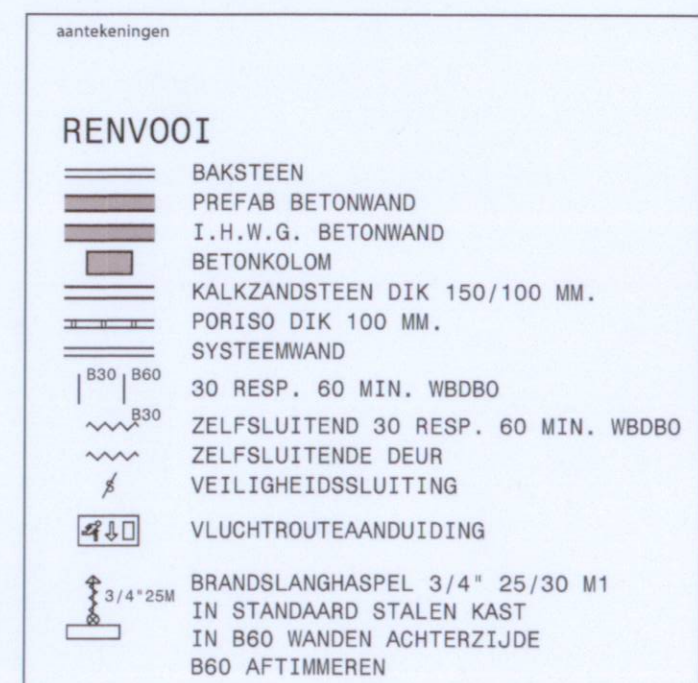 aantekeningen
RENVOOI
BAKSTEEN
PREFAB BETONWAND
I.H.W.G. BETONWAND
BETONKOLOM
KALKZANDSTEEN DIK 150/100 MM.
PORISO DIK 100 MM.
SYSTEEMWAND
B30 B60 30 RESP. 60 MIN. WBDBO
B30 ZELFSLUITEND 30 RESP. 60 MIN. WBDBO
ZELFSLUITENDE DEUR
s VEILIGHEIDSSLUITING
VLUCHTROUTEAANDUIDING
BRANDSLANGHASPEL 3/4" 25/30 M1
3/4"25M IN STANDAARD STALEN KAST
IN B60 WANDEN ACHTERZIJDE
B60 AFTIMMEREN